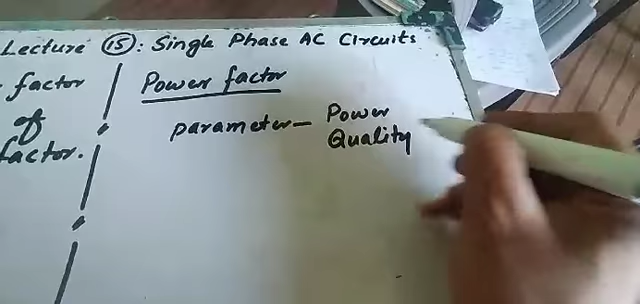 Lecture 15: Single Phase AC Circuits
factor
of
factor.
Power factor
parameter – Power
Quality